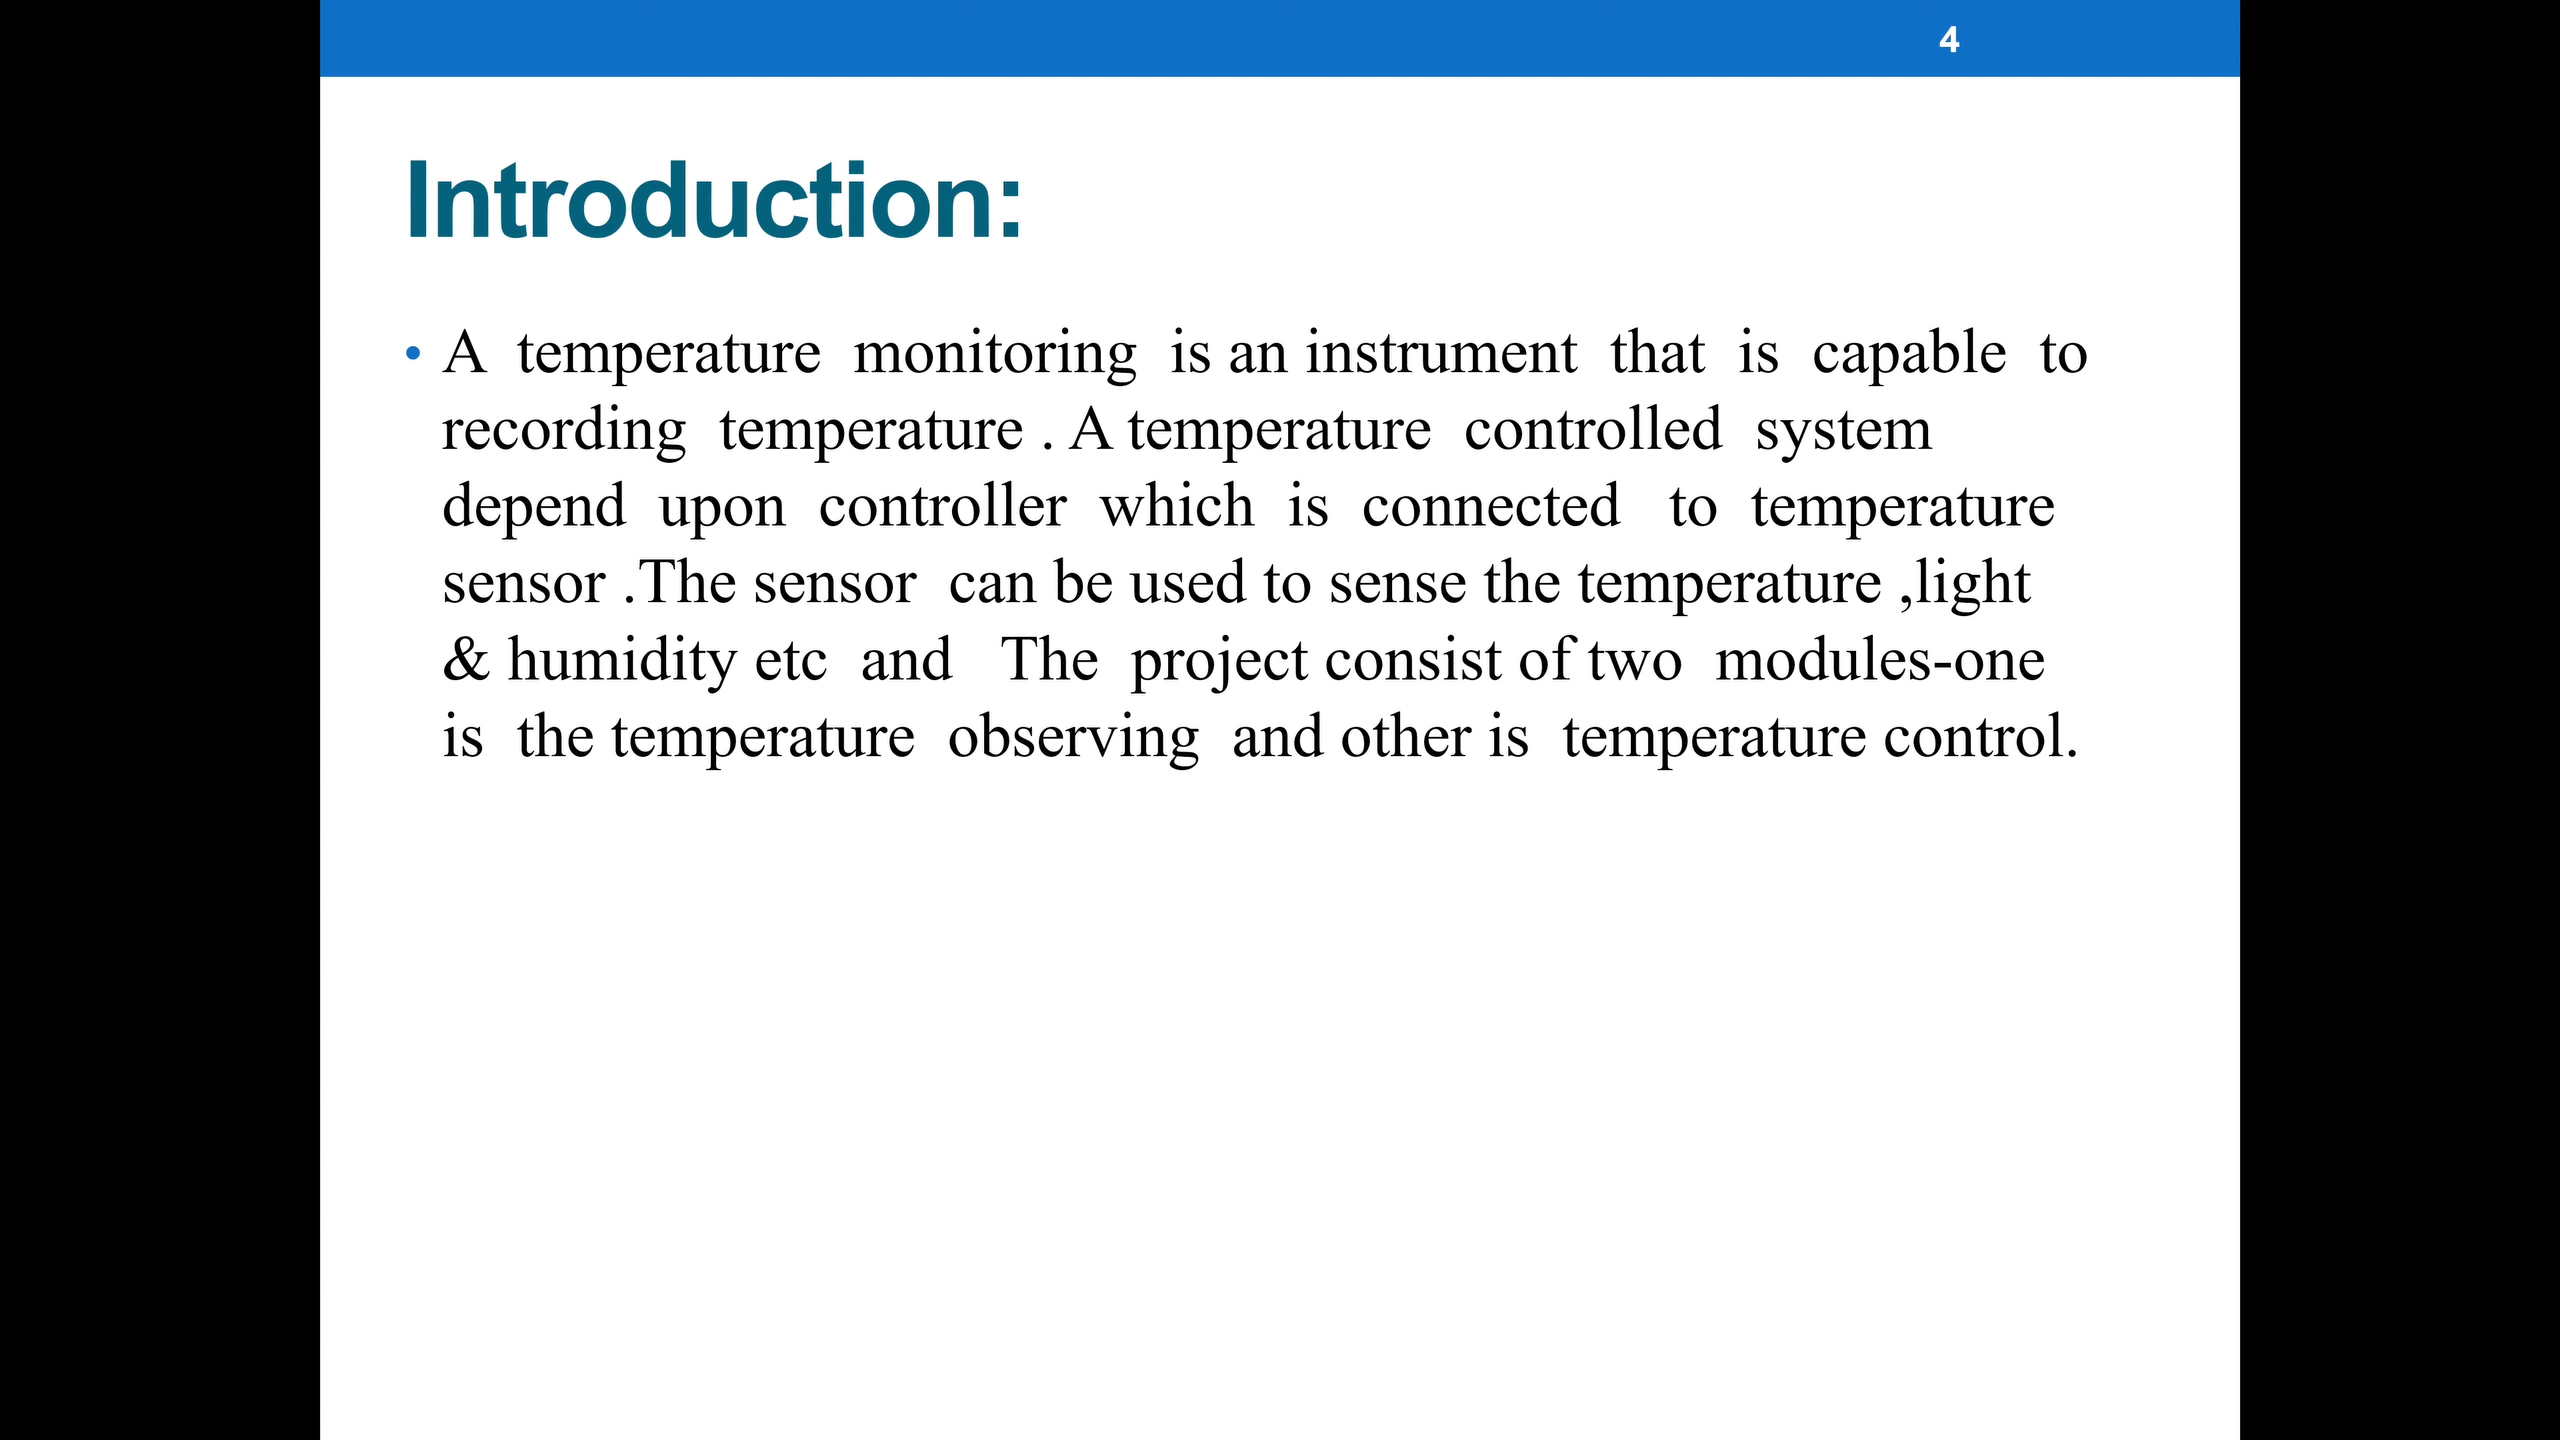 4
Introduction:
• A temperature monitoring is an instrument that is capable to
recording temperature . A temperature controlled system
depend upon controller which is connected to temperature
sensor .The sensor can be used to sense the temperature ,light
& humidity etc and The project consist of two modules-one
is the temperature observing and other is temperature control.